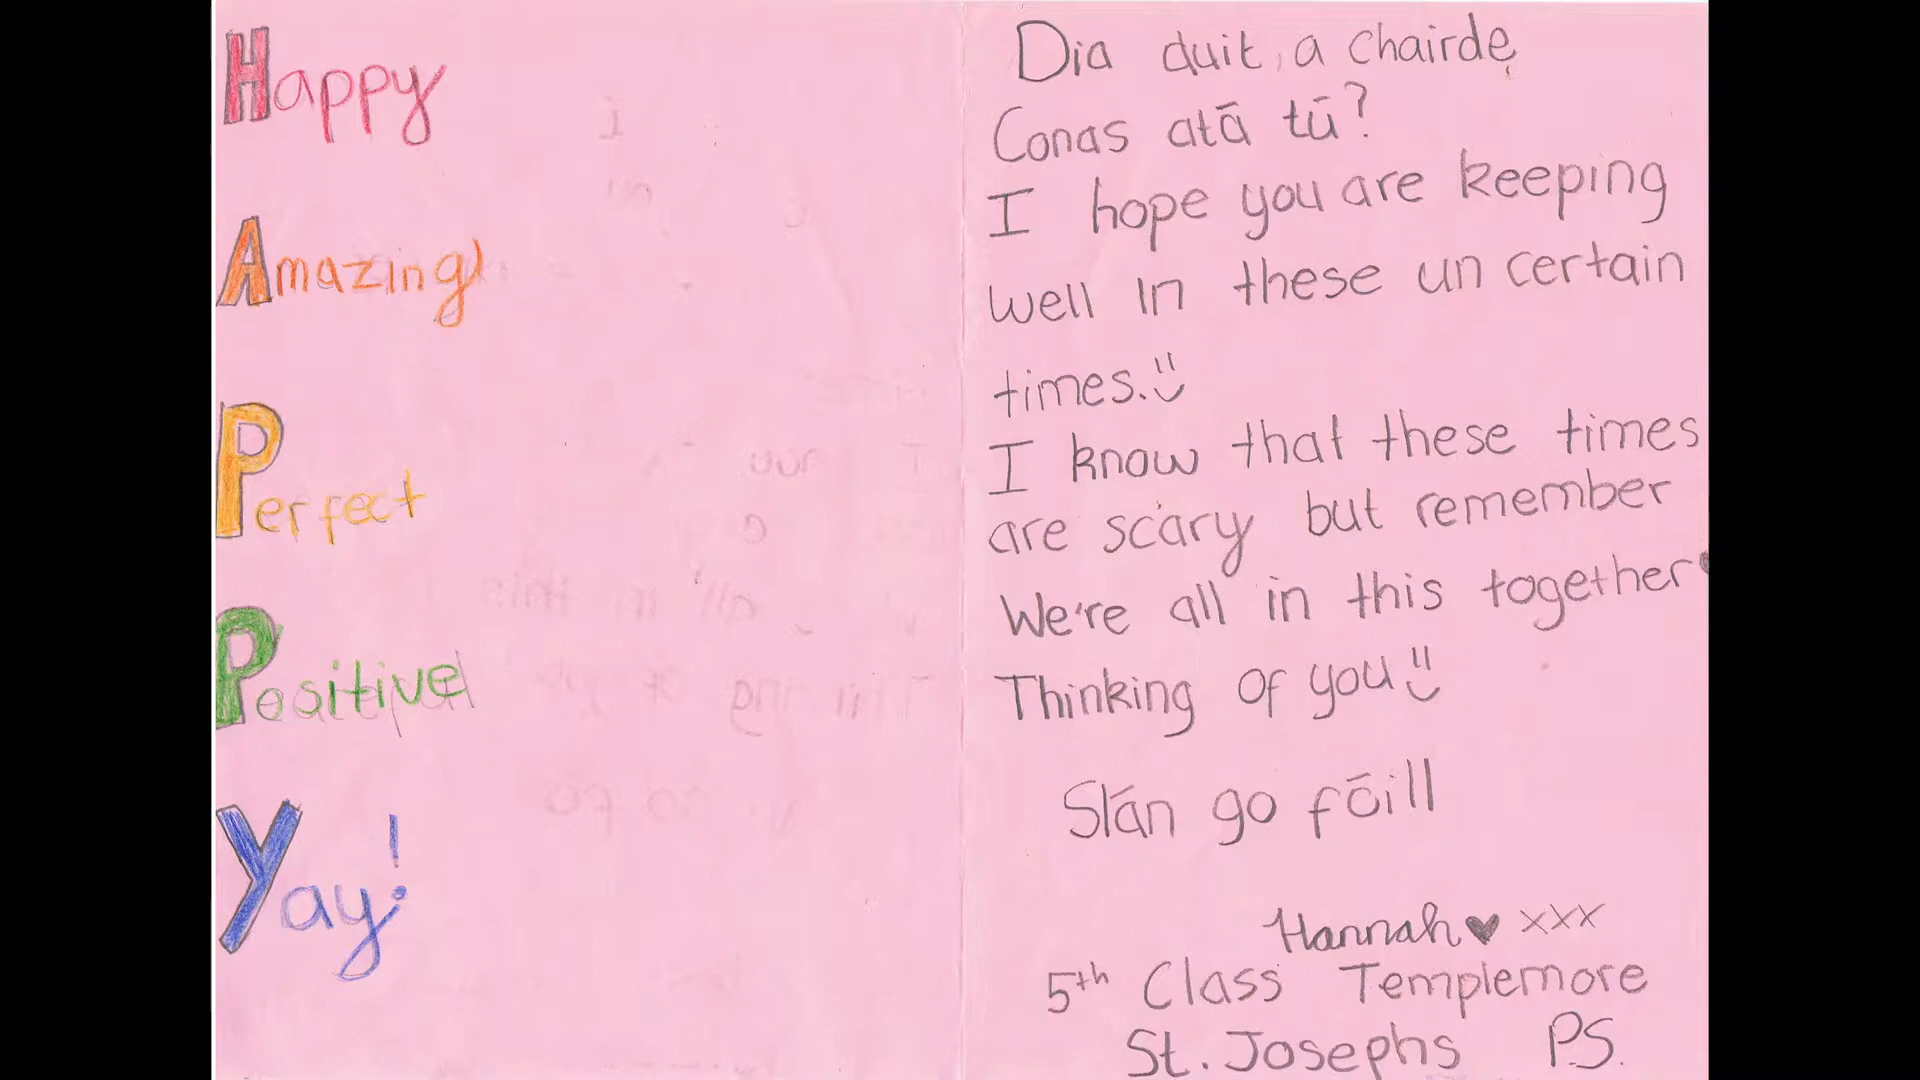 Happy
Amazing!
Perfect
Positive
Yay!
Dia duit, a chairde
Conas atā tū?
I hope you are keeping
well in these un certain
times.
I know that these times
are scary but remember
We're all in this together
Thinking of you
Slán go fōill
Hannah ♥ xxx
5th Class Templemore
St. Josephs P.S.